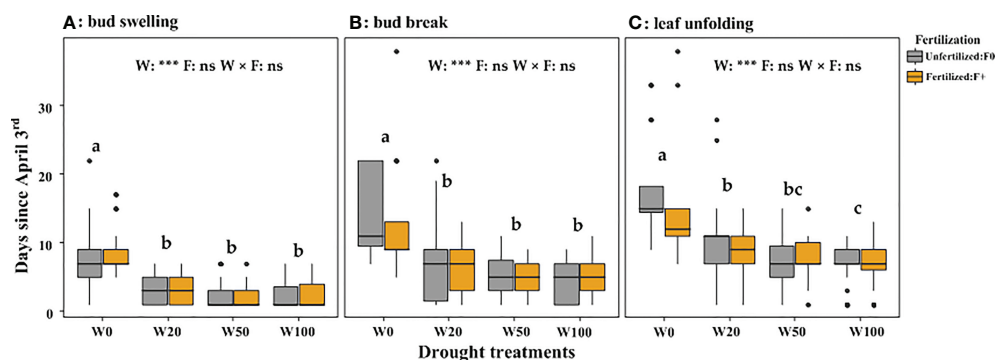 A: bud swelling
B: bud break
C: leaf unfolding
W: *** F: ns W × F: ns
W: *** F: ns W × F: ns
W: *** F: ns W × F: ns
Fertilization
Unfertilized:F0
Fertilized:F+
Days since April 3rd
30
20
10
0
a
b
b
b
a
b
b
b
a
b
bc
c
W0
W20
W50
W100
W0
W20
W50
W100
W0
W20
W50
W100
Drought treatments